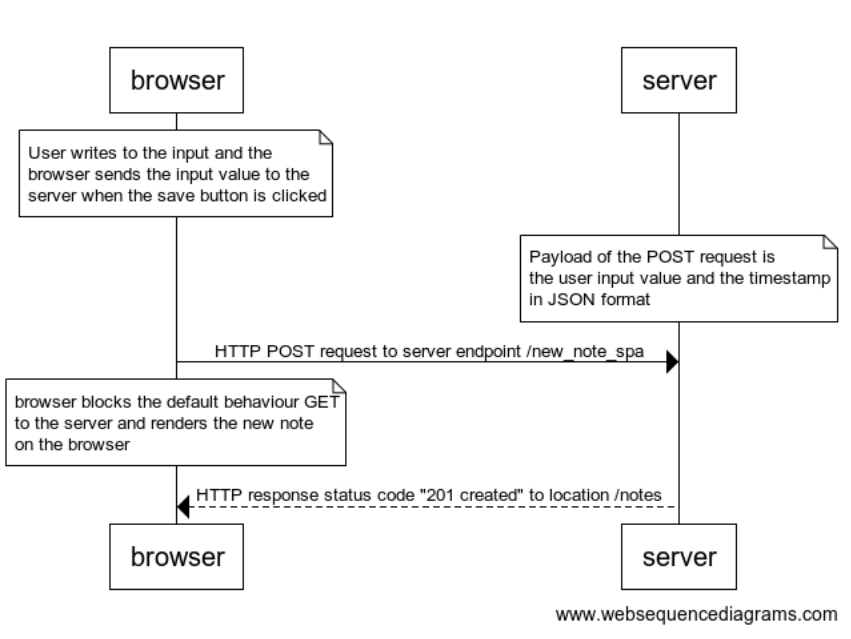 browser
server
User writes to the input and the
browser sends the input value to the
server when the save button is clicked
Payload of the POST request is
the user input value and the timestamp
in JSON format
HTTP POST request to server endpoint /new_note_spa
browser blocks the default behaviour GET
to the server and renders the new note
on the browser
HTTP response status code "201 created" to location /notes
browser
server
www.websequencediagrams.com